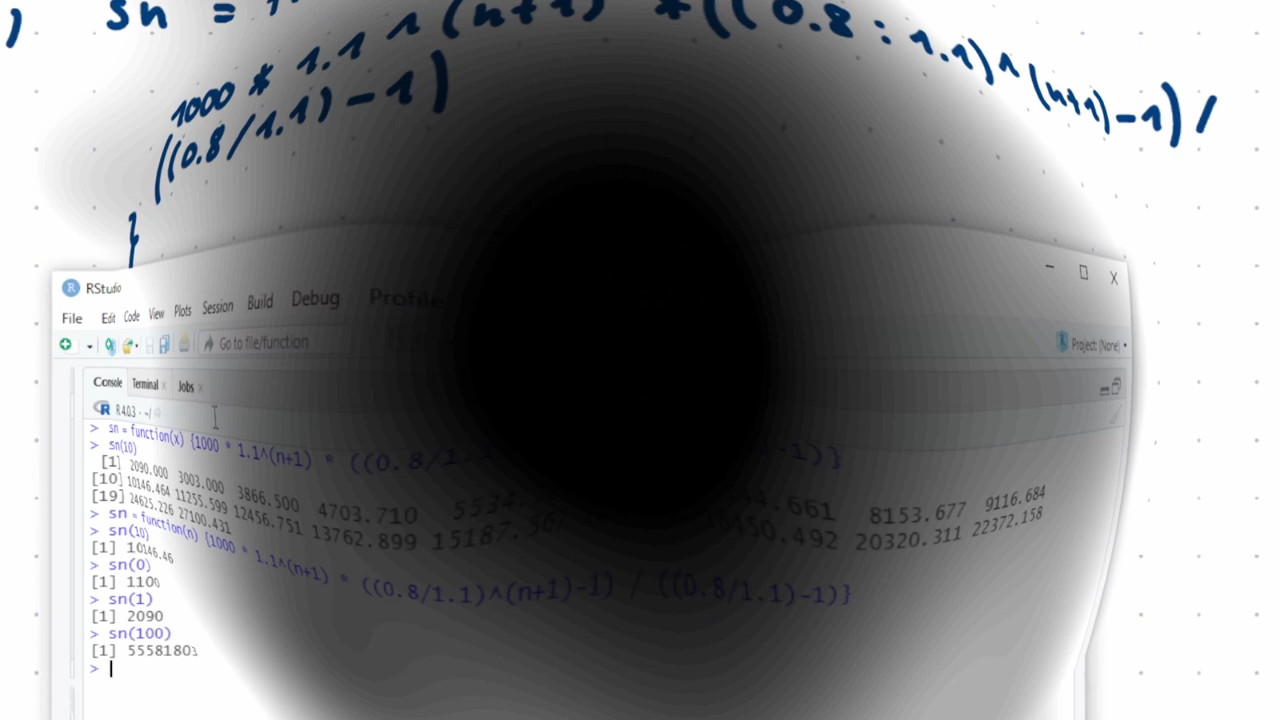 ) sn =
1000 * 1.1 ^ (n+1) * ((0.8 : 1.1)^(n+1)-1) /
((0.8/1.1)-1)
}
RStudio
File Edit Code View Plots Session Build Debug Profile
Go to file/function Project: (None)
Console Terminal Jobs
R 4.0.3 · ~/
> sn = function(x) {1000 * 1.1^(n+1) * ((0.8/1.1 -1)}
> sn(10)
[1] 2090.000 3003.000 3866.500 4703.710 8153.677 9116.684
[10] 10146.464 11255.599 12456.751 13762.899 20320.311 22372.158
[19] 24625.226 27100.431
> sn = function(n) {1000 * 1.1^(n+1) * ((0.8/1.1)^(n+1)-1) / ((0.8/1.1)-1)}
> sn(10)
[1] 10146.46
> sn(0)
[1] 1100
> sn(1)
[1] 2090
> sn(100)
[1] 55581803
>